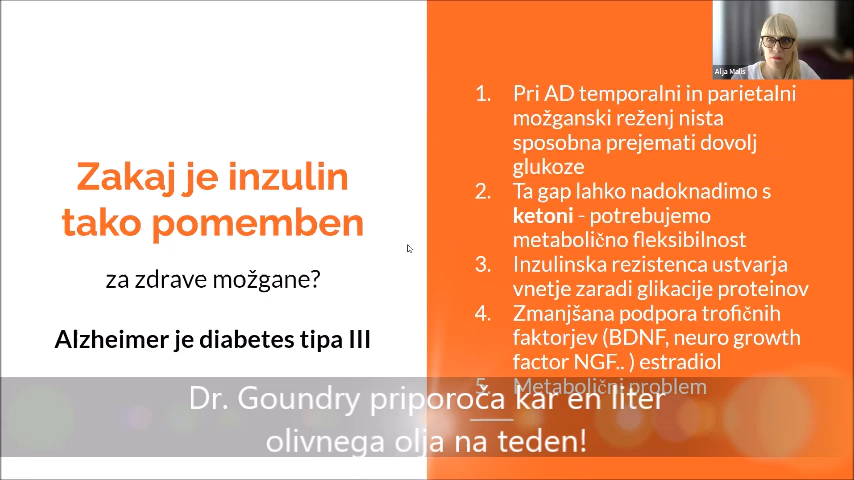 Zakaj je inzulin
tako pomemben
za zdrave možgane?
Alzheimer je diabetes tipa III
Alja Malis
1. Pri AD temporalni in parietalni
možganski reženj nista
sposobna prejemati dovolj
glukoze
2. Ta gap lahko nadoknadimo s
ketoni - potrebujemo
metabolično fleksibilnost
3. Inzulinska rezistenca ustvarja
vnetje zaradi glikacije proteinov
4. Zmanjšana podpora trofičnih
faktorjev (BDNF, neuro growth
factor NGF.. ) estradiol
5. Metabolični problem
Dr. Goundry priporoča kar en liter
olivnega olja na teden!